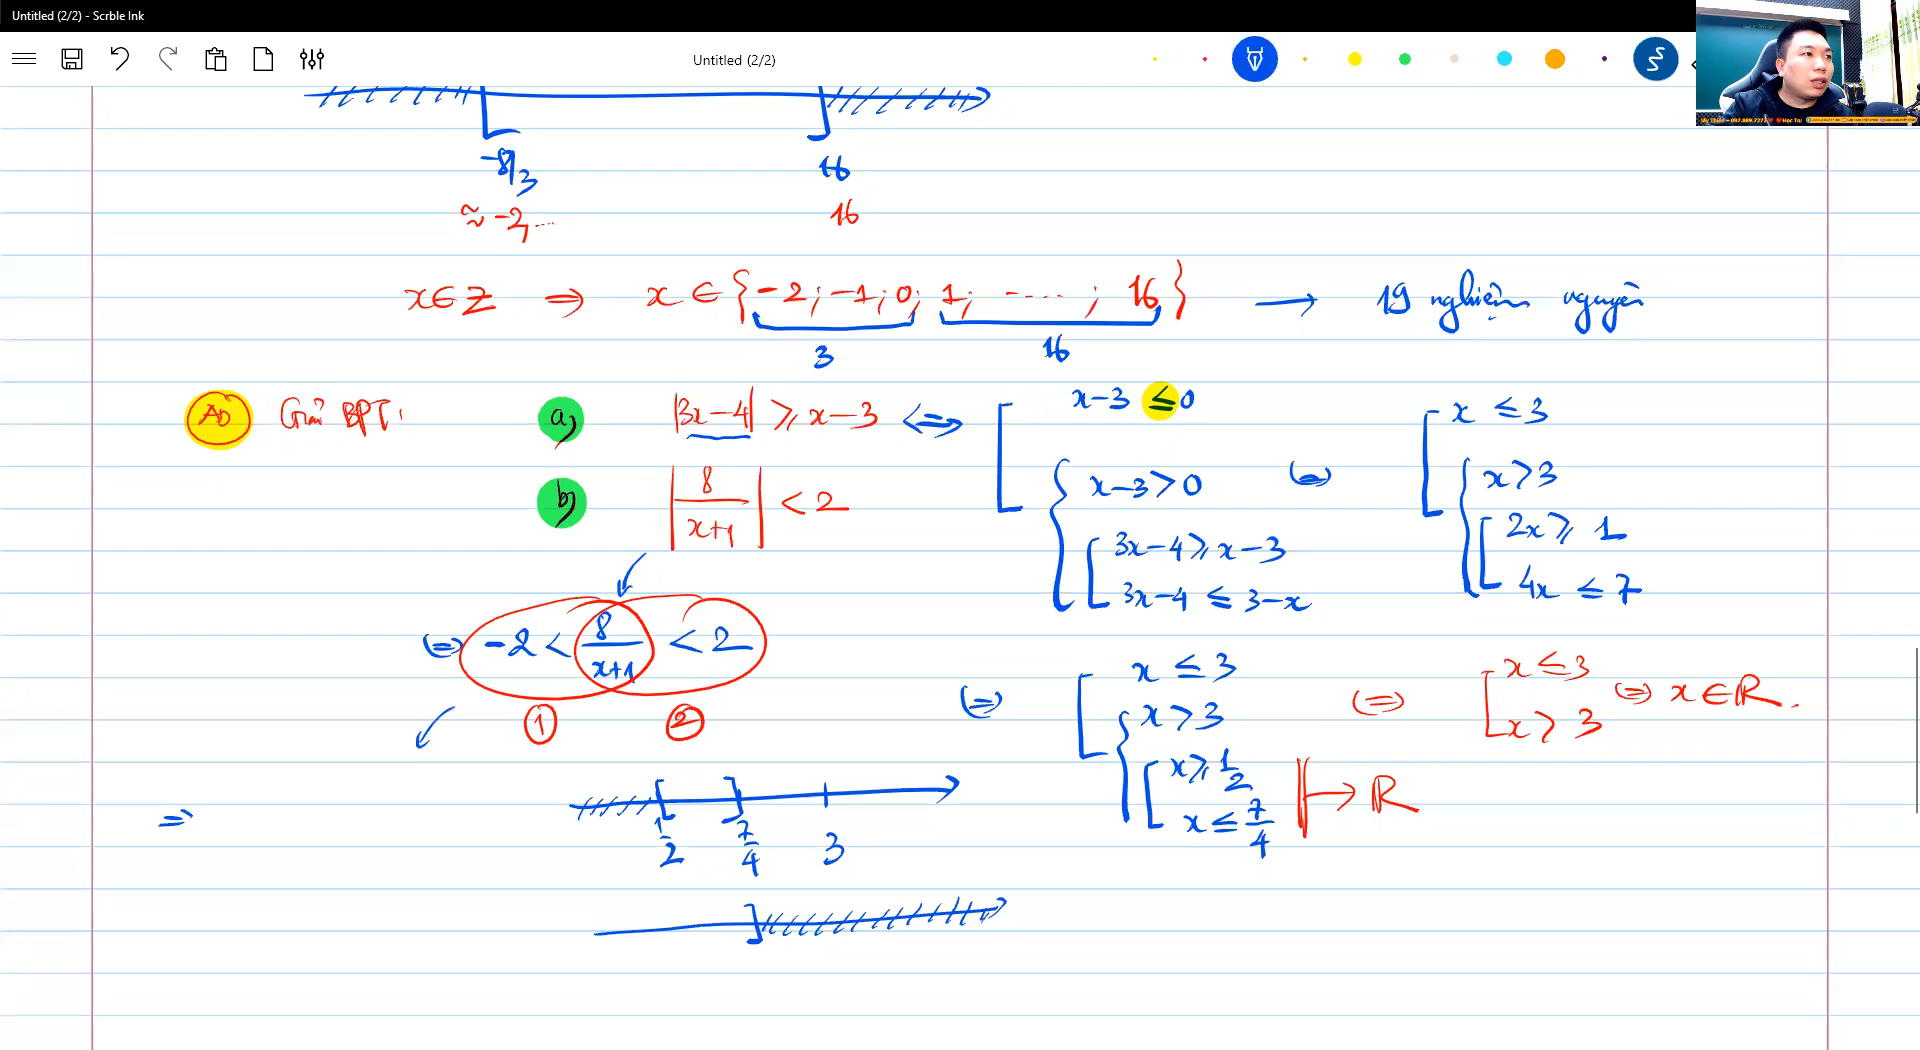 Untitled (2/2) - Scrble Ink
Untitled (2/2)
-8/3
16
≈ -2,...
16
x∈Z ⇒ x ∈ {-2; -1; 0; 1; ....; 16} → 19 nghiệm nguyên
3
16
AD Giải BPT:
a) |3x-4| ⩾ x-3 ⇔ [ x-3 ≤ 0
{ x-3 > 0
[ 3x-4 ⩾ x-3
3x-4 ≤ 3-x
⇔ [ x ≤ 3
{ x > 3
[ 2x ⩾ 1
4x ≤ 7
⇔ [ x ≤ 3
{ x > 3
[ x ⩾ 1/2
x ≤ 7/4
→ R
⇔ [ x ≤ 3
x > 3
⇔ x ∈ R.
b) |8/(x+1)| < 2
⇔ -2 < 8/(x+1) < 2
1 2
⇒
1/2 7/4 3